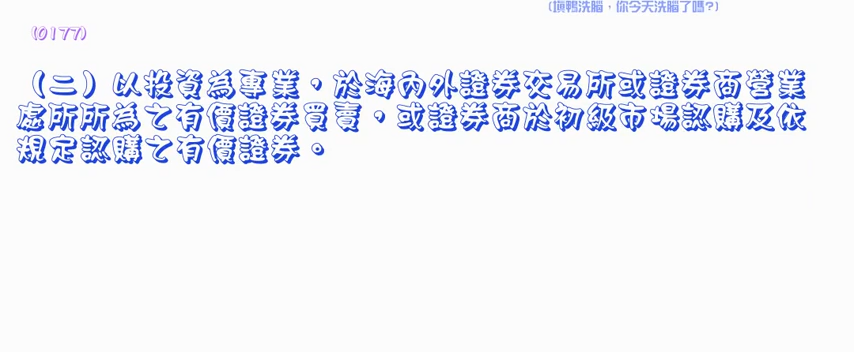 (填鴨洗腦，你今天洗腦了嗎?)
(0177)
（二）以投資為專業，於海內外證券交易所或證券商營業
處所所為之有價證券買賣，或證券商於初級市場認購及依
規定認購之有價證券。